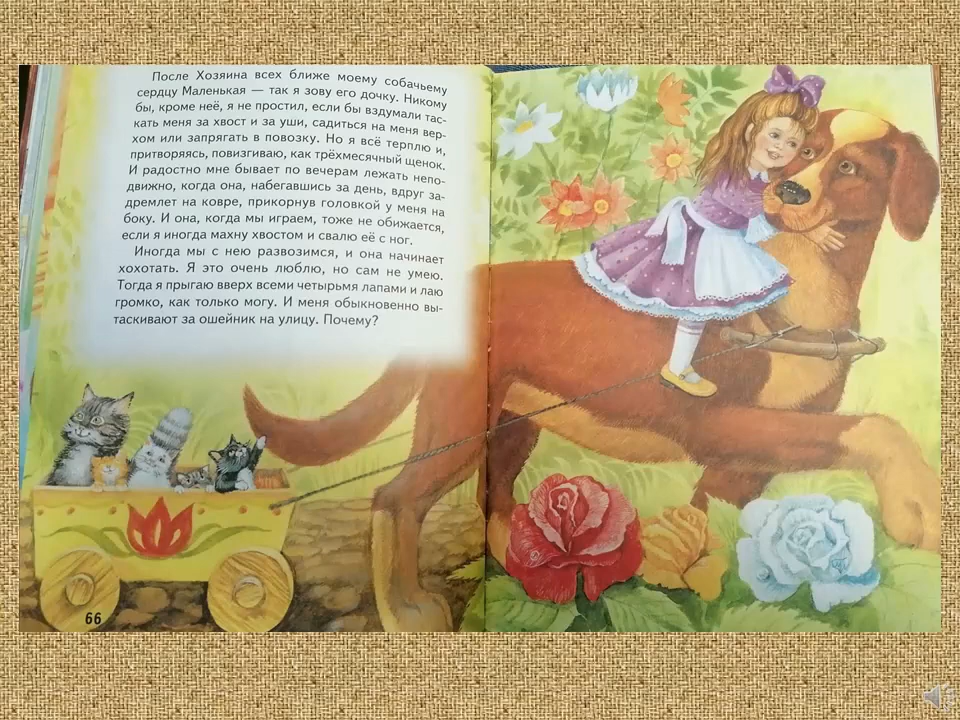 После Хозяина всех ближе моему собачьему
сердцу Маленькая — так я зову его дочку. Никому
бы, кроме неё, я не простил, если бы вздумали тас-
кать меня за хвост и за уши, садиться на меня вер-
хом или запрягать в повозку. Но я всё терплю и,
притворяясь, повизгиваю, как трёхмесячный щенок.
И радостно мне бывает по вечерам лежать непо-
движно, когда она, набегавшись за день, вдруг за-
дремлет на ковре, прикорнув головкой у меня на
боку. И она, когда мы играем, тоже не обижается,
если я иногда махну хвостом и свалю её с ног.
Иногда мы с нею развозимся, и она начинает
хохотать. Я это очень люблю, но сам не умею.
Тогда я прыгаю вверх всеми четырьмя лапами и лаю
громко, как только могу. И меня обыкновенно вы-
таскивают за ошейник на улицу. Почему?
66